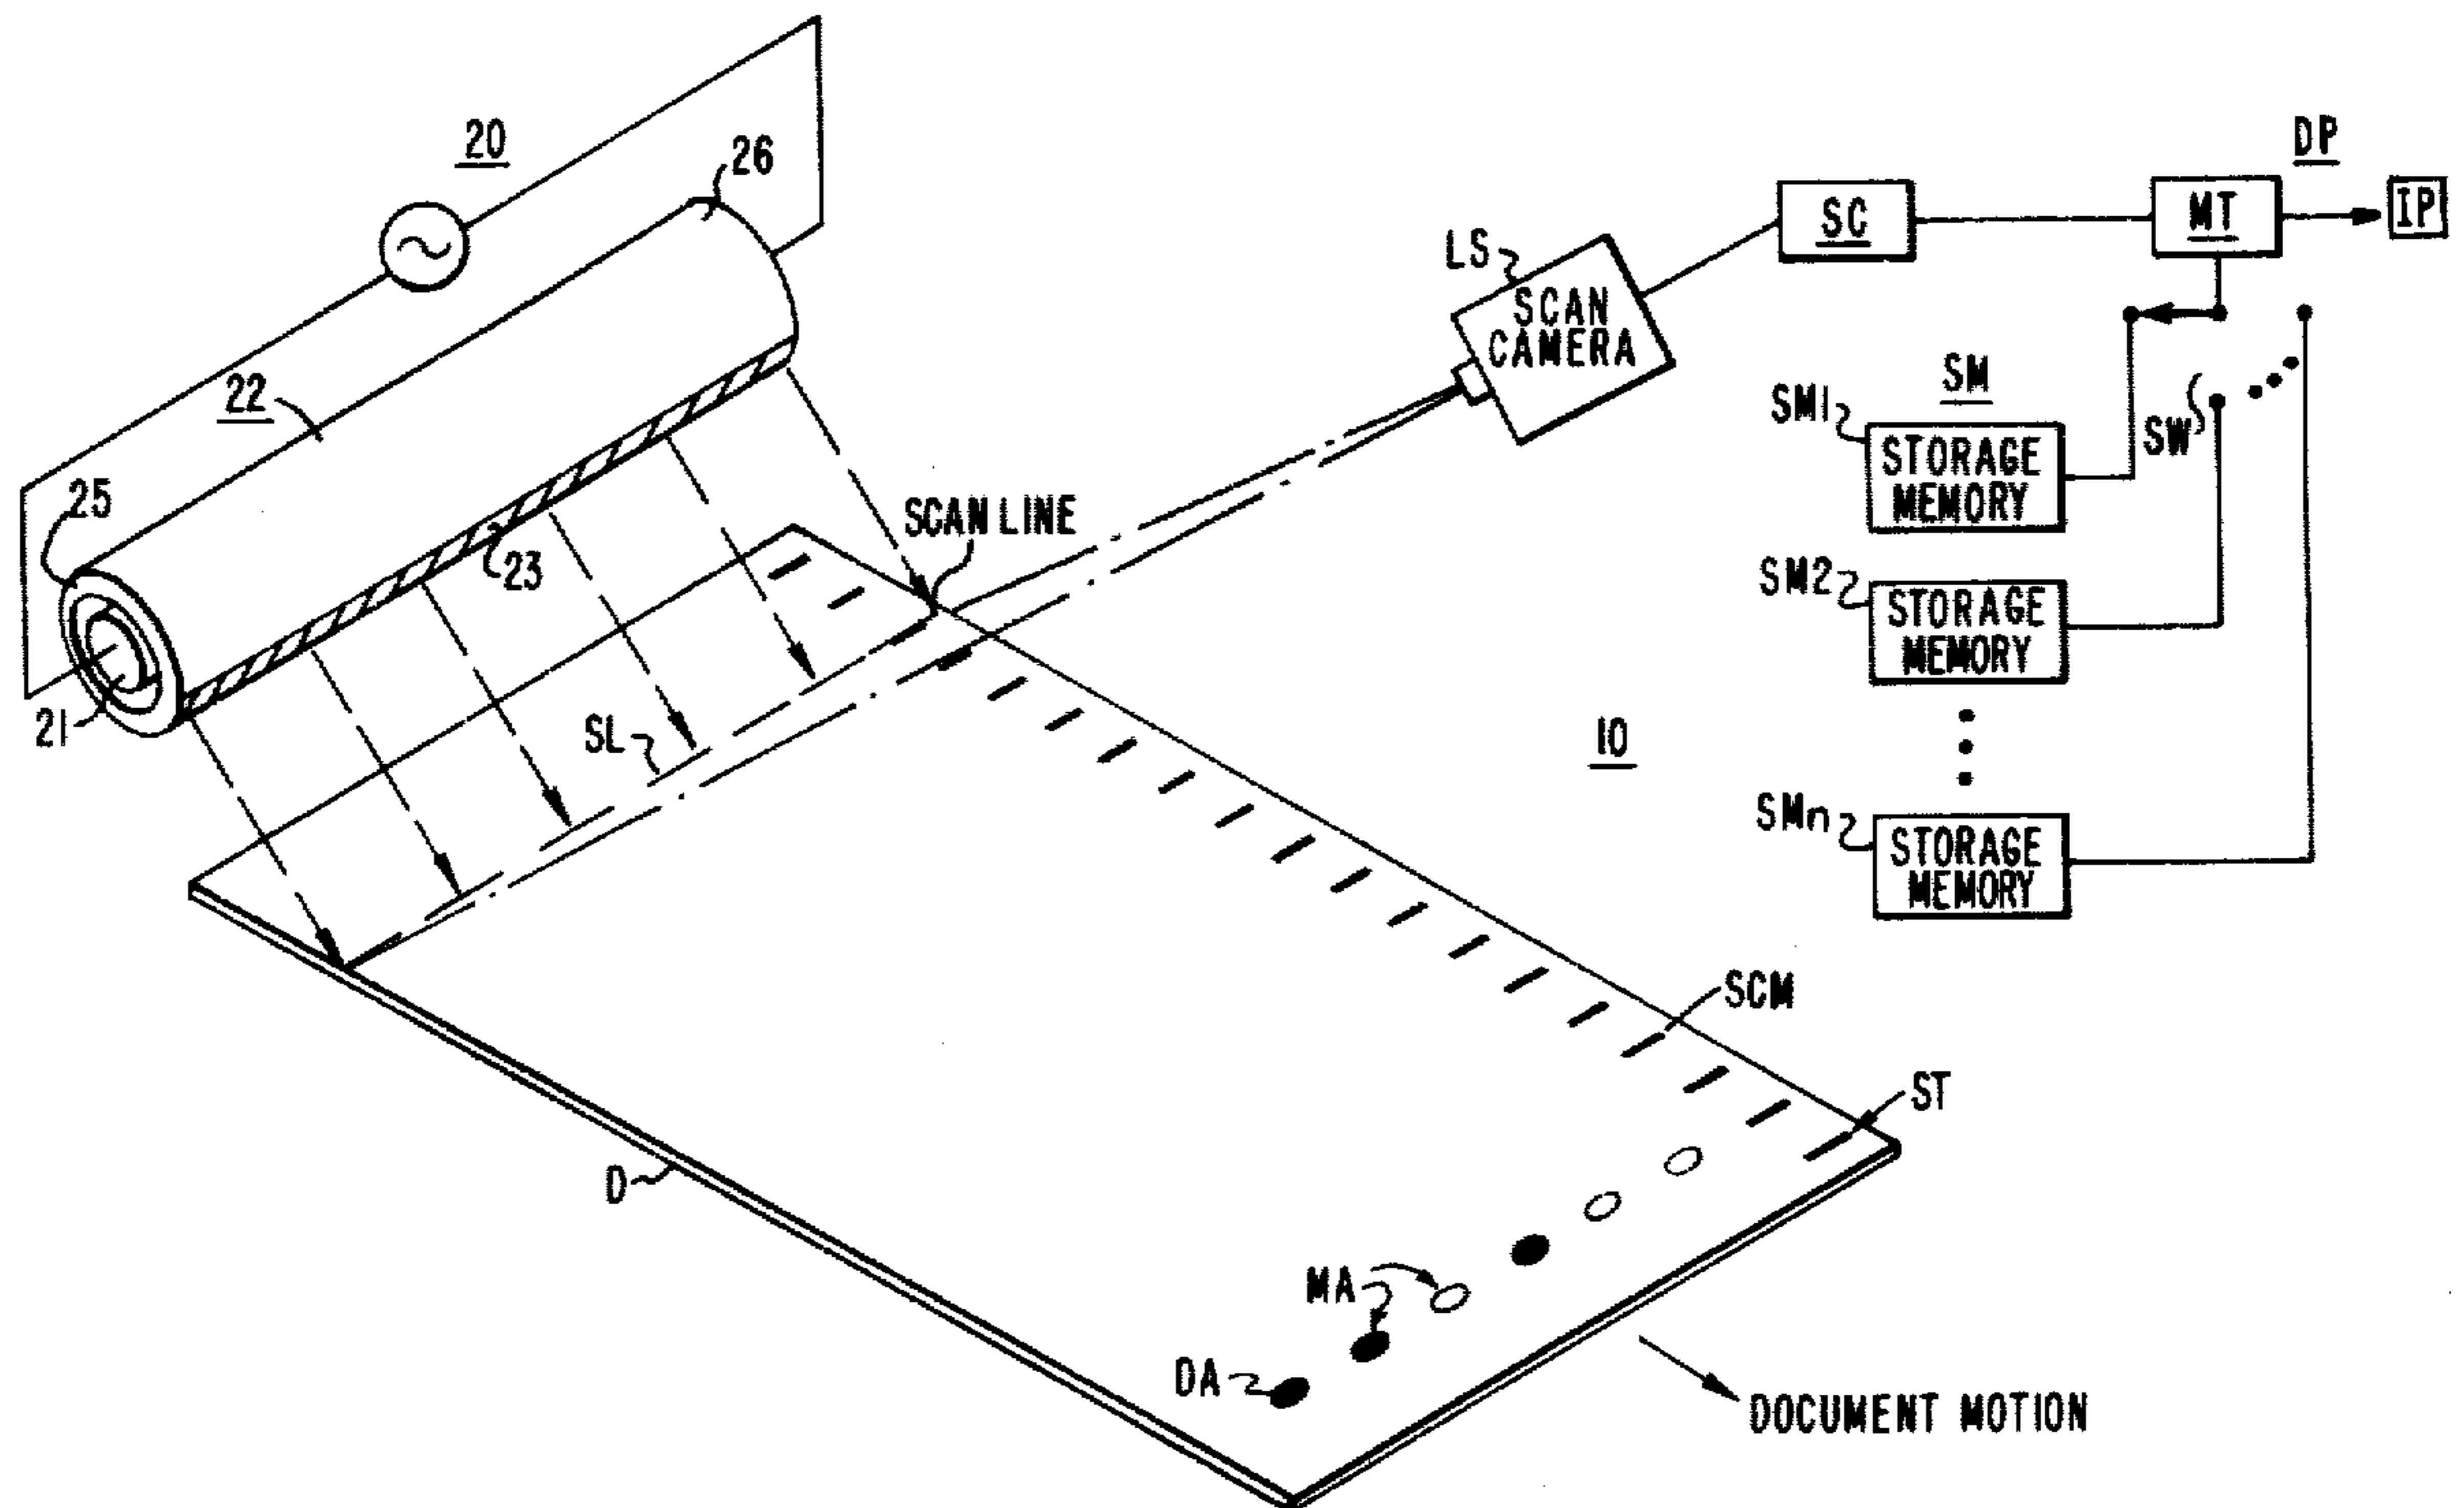 20
26
DP
SC
MT
IP
LS
SCAN
CAMERA
22
SM
SM1
SW
STORAGE
MEMORY
25
SCAN LINE
23
SM2
STORAGE
MEMORY
21
SL
10
SMn
STORAGE
MEMORY
SCM
ST
D
MA
DA
DOCUMENT MOTION